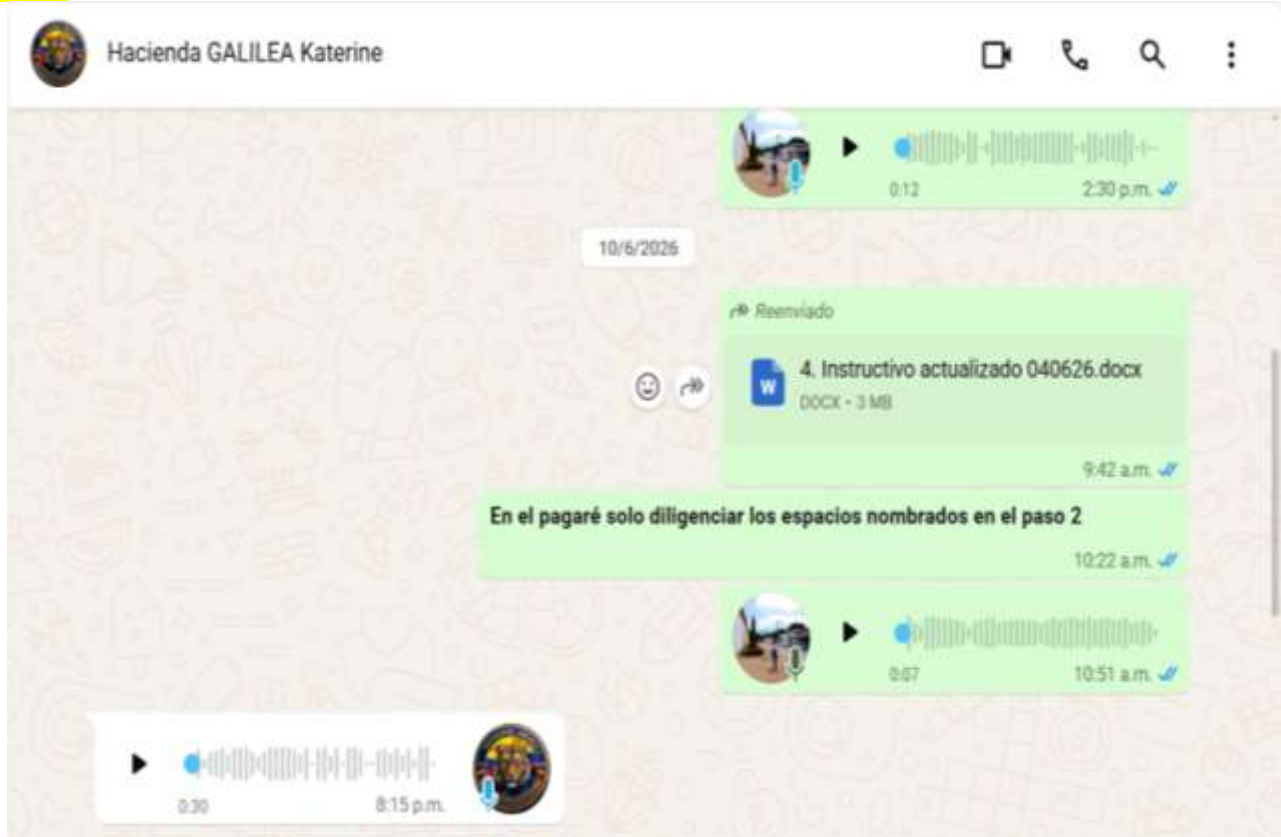 Hacienda GALILEA Katerine
0:12 2:30 p.m.
10/6/2026
Reenviado
4. Instructivo actualizado 040626.docx
W
DOCX • 3 MB
9:42 a.m.
En el pagaré solo diligenciar los espacios nombrados en el paso 2
10:22 a.m.
0:07 10:51 a.m.
0:30 8:15 p.m.